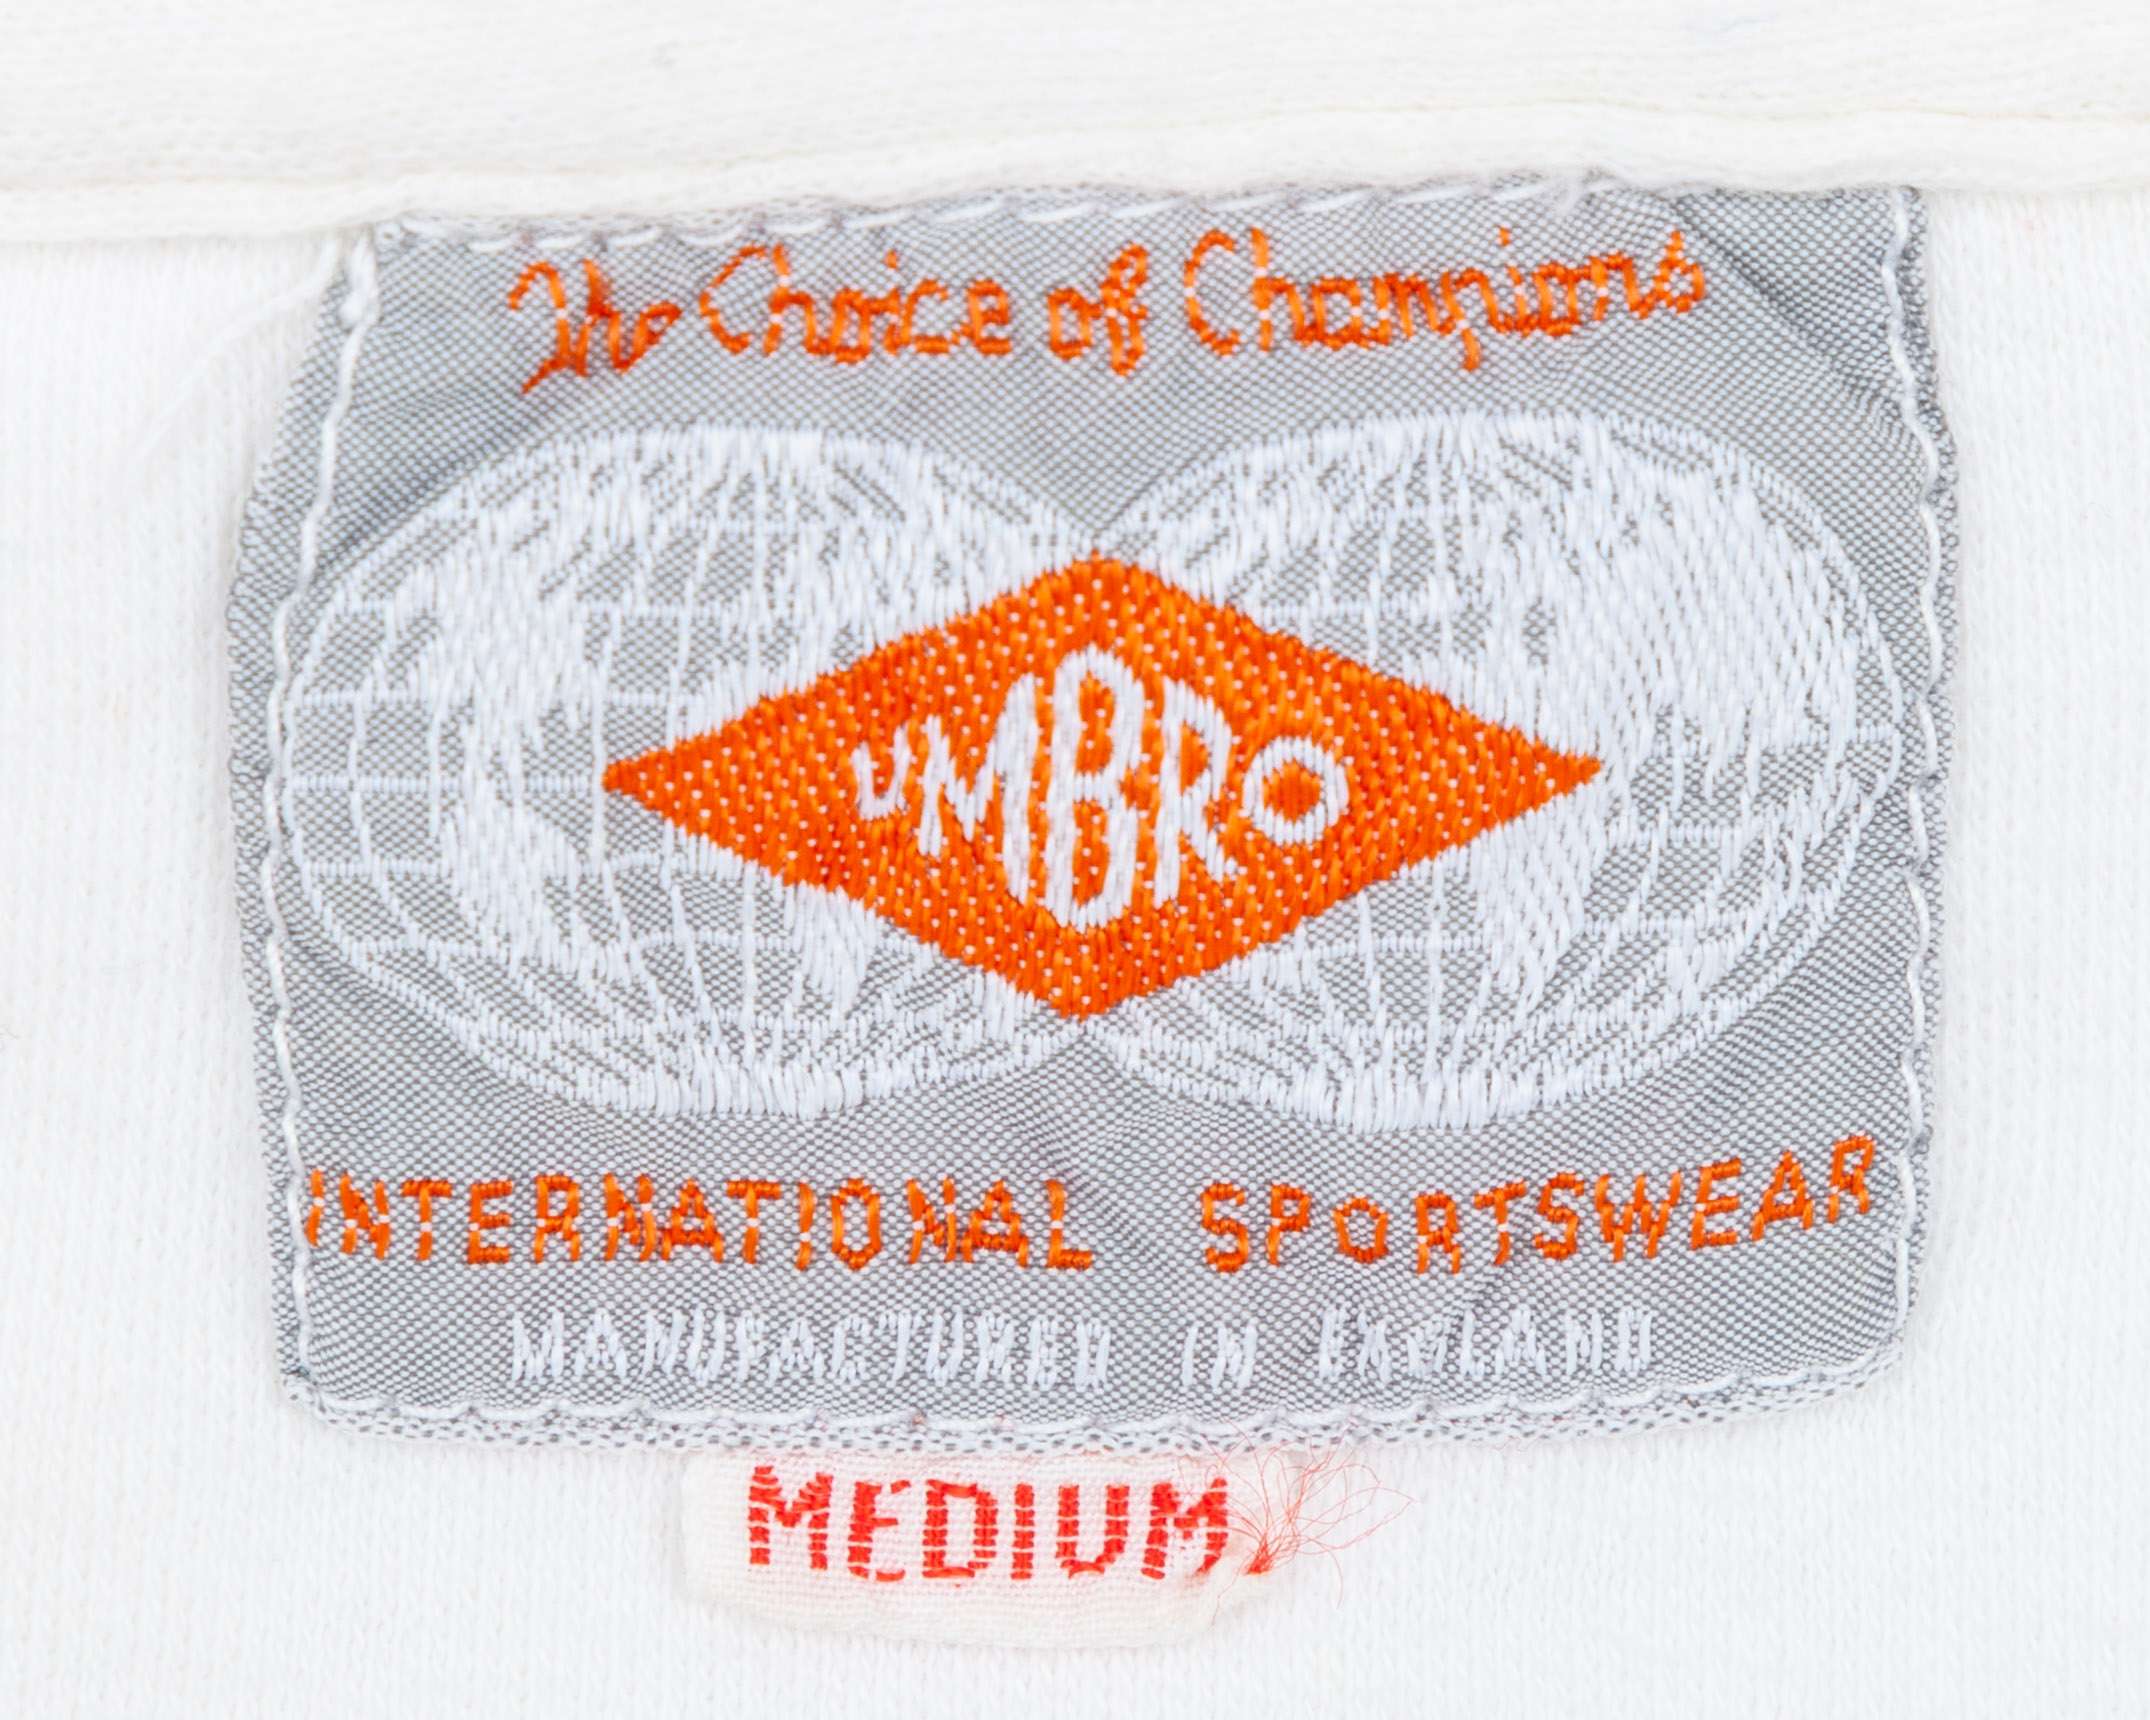 The Choice of Champions
UMBRO
INTERNATIONAL SPORTSWEAR
MANUFACTURED IN ENGLAND
MEDIUM